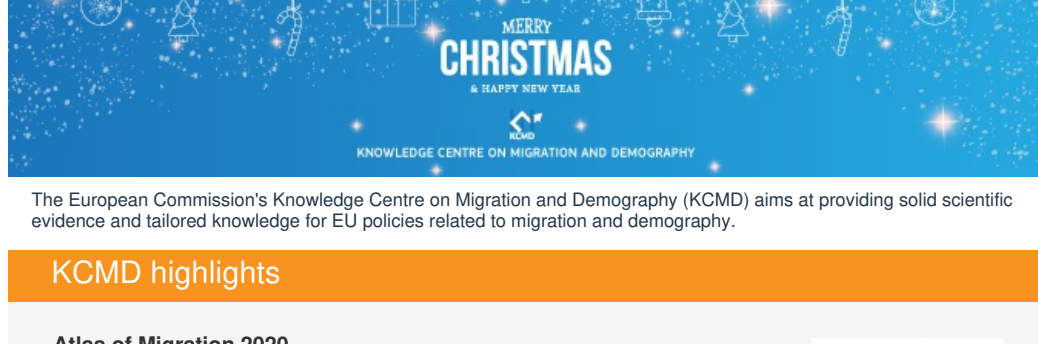 MERRY
CHRISTMAS
& HAPPY NEW YEAR
KCMD
KNOWLEDGE CENTRE ON MIGRATION AND DEMOGRAPHY
The European Commission's Knowledge Centre on Migration and Demography (KCMD) aims at providing solid scientific
evidence and tailored knowledge for EU policies related to migration and demography.
KCMD highlights
Atlas of Migration 2020